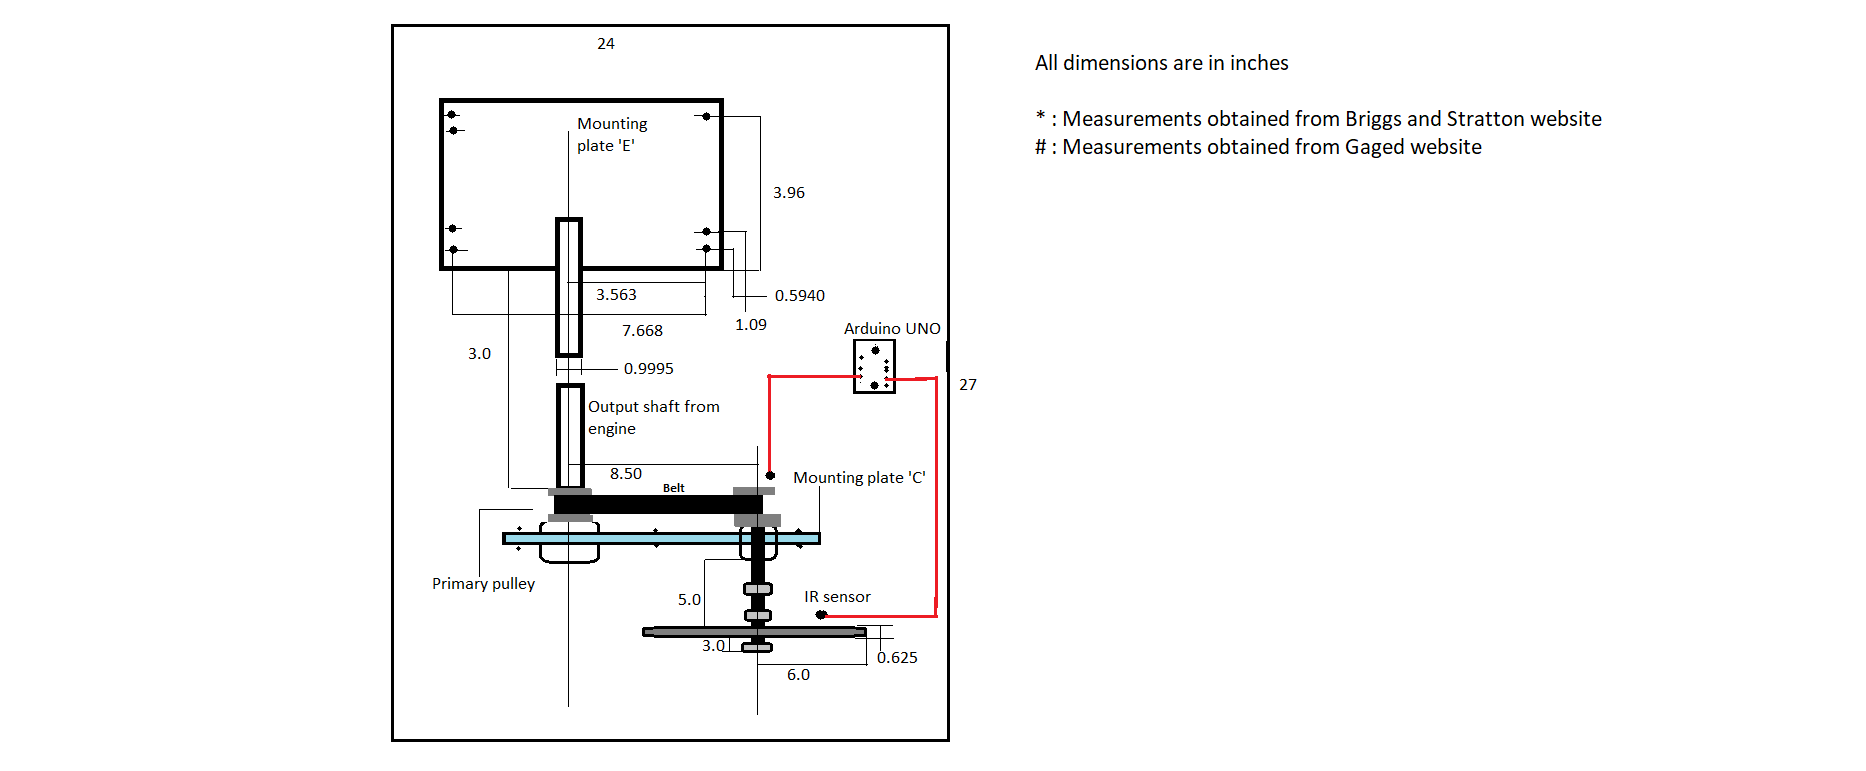 24
All dimensions are in inches
* : Measurements obtained from Briggs and Stratton website
# : Measurements obtained from Gaged website
Mounting
plate 'E'
3.96
3.563
0.5940
7.668
1.09
Arduino UNO
3.0
0.9995
27
Output shaft from
engine
8.50
Mounting plate 'C'
Belt
Primary pulley
5.0
IR sensor
3.0
0.625
6.0